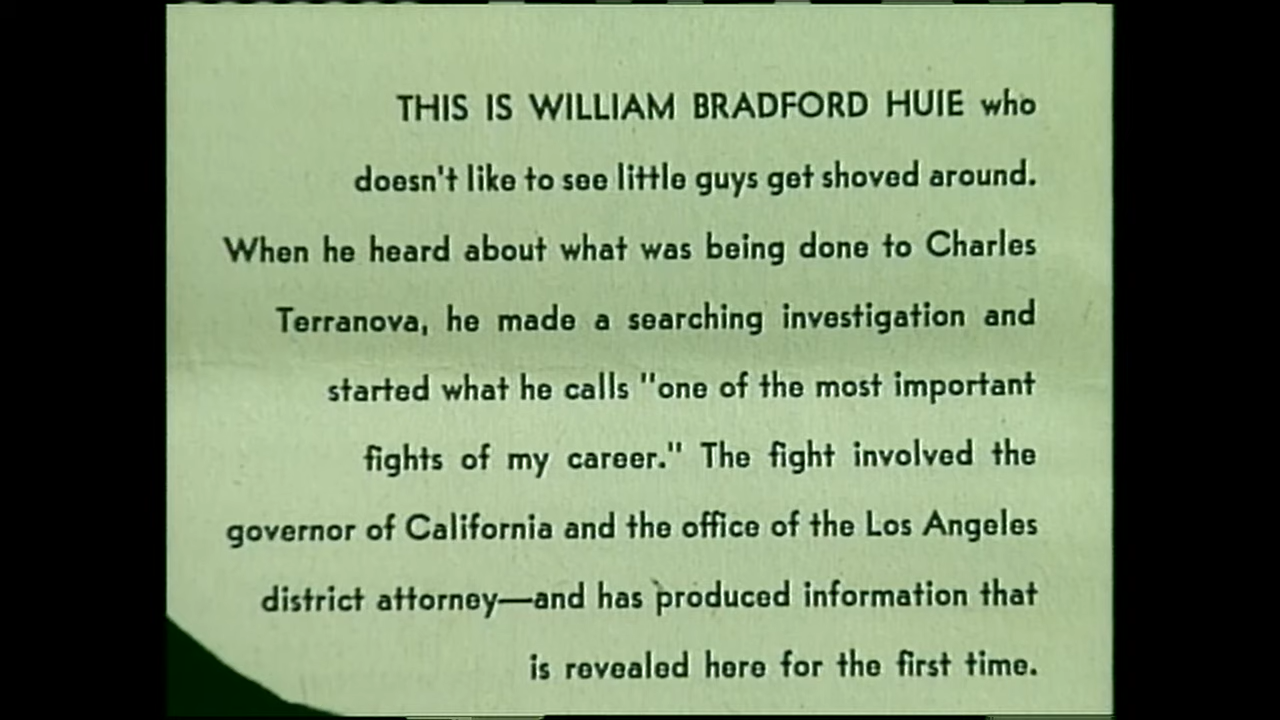 THIS IS WILLIAM BRADFORD HUIE who
doesn't like to see little guys get shoved around.
When he heard about what was being done to Charles
Terranova, he made a searching investigation and
started what he calls "one of the most important
fights of my career." The fight involved the
governor of California and the office of the Los Angeles
district attorney—and has produced information that
is revealed here for the first time.